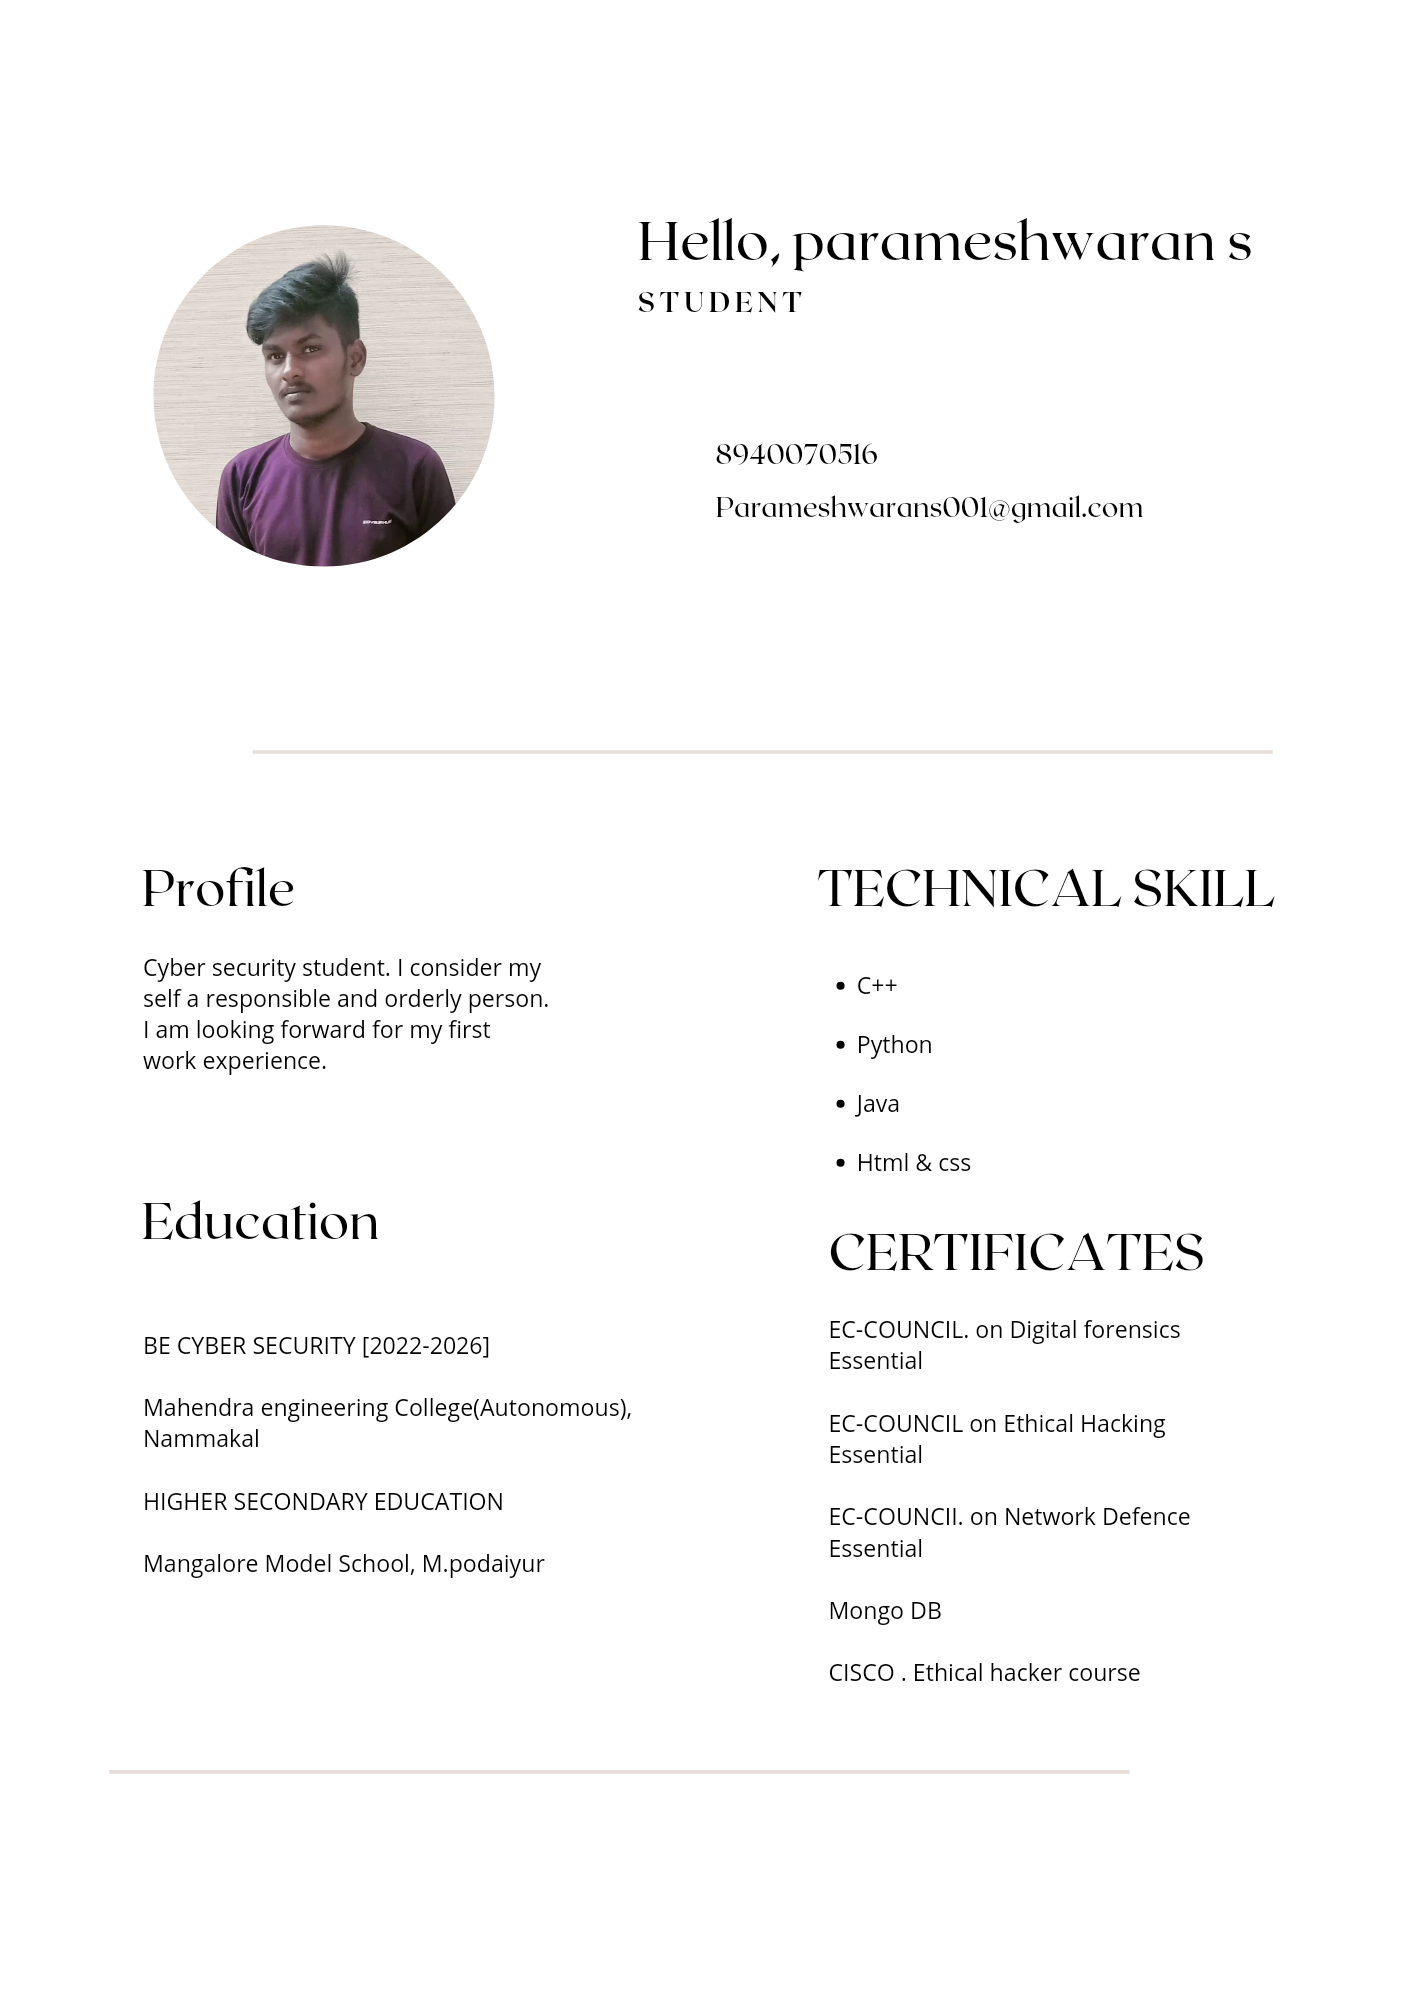 Hello, parameshwaran s
STUDENT
8940070516
Parameshwarans001@gmail.com
Profile
Cyber security student. I consider my
self a responsible and orderly person.
I am looking forward for my first
work experience.
Education
BE CYBER SECURITY [2022-2026]
Mahendra engineering College(Autonomous),
Nammakal
HIGHER SECONDARY EDUCATION
Mangalore Model School, M.podaiyur
TECHNICAL SKILL
• C++
• Python
• Java
• Html & css
CERTIFICATES
EC-COUNCIL. on Digital forensics
Essential
EC-COUNCIL on Ethical Hacking
Essential
EC-COUNCII. on Network Defence
Essential
Mongo DB
CISCO . Ethical hacker course